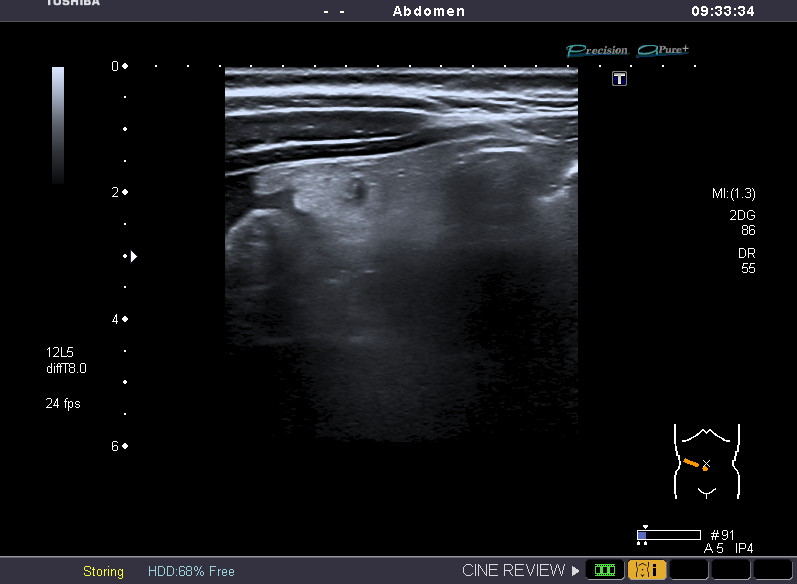 TOSHIBA
- - Abdomen 09:33:34
Precision APure+
T
0
2
4
6
MI:(1.3)
2DG
86
DR
55
12L5
diffT8.0
24 fps
#91
A 5 IP4
Storing HDD:68% Free CINE REVIEW
i